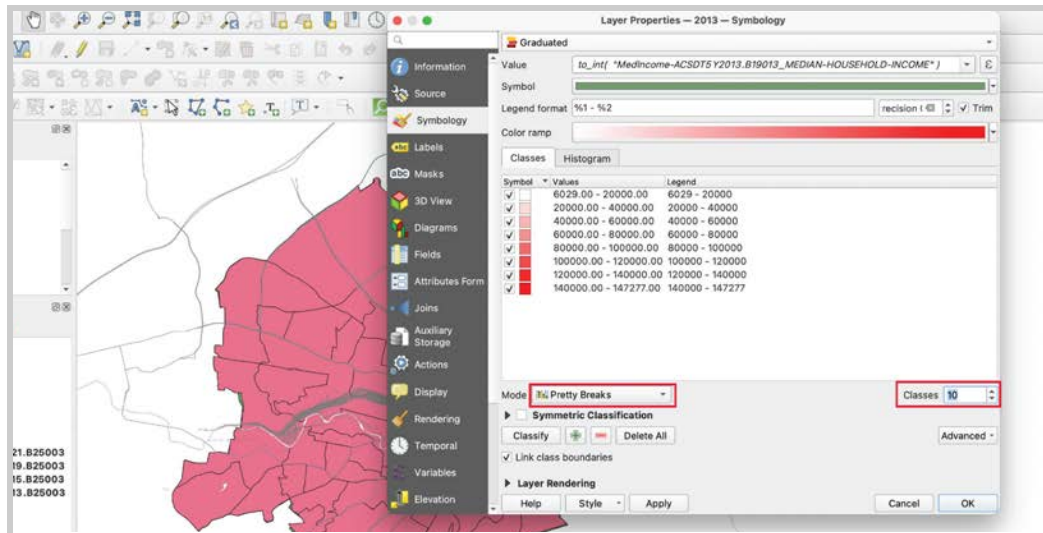 Layer Properties — 2013 — Symbology
Graduated
Information
Value to_int( "MedIncome-ACSDT5Y2013.B19013_MEDIAN-HOUSEHOLD-INCOME" ) ε
Source
Symbol
Legend format %1 - %2 recision ( Trim
Symbology
Color ramp
Labels
Classes Histogram
Masks
Symbol Values Legend
6029.00 - 20000.00 6029 - 20000
3D View
20000.00 - 40000.00 20000 - 40000
40000.00 - 60000.00 40000 - 60000
Diagrams
60000.00 - 80000.00 60000 - 80000
80000.00 - 100000.00 80000 - 100000
Fields
100000.00 - 120000.00 100000 - 120000
120000.00 - 140000.00 120000 - 140000
Attributes Form
140000.00 - 147277.00 140000 - 147277
Joins
Auxiliary
Storage
Actions
Display
Mode Pretty Breaks Classes 10
Rendering
Symmetric Classification
Classify Delete All Advanced
Temporal
Link class boundaries
Variables
Layer Rendering
Elevation
Help Style Apply Cancel OK
21.B25003
19.B25003
15.B25003
13.B25003